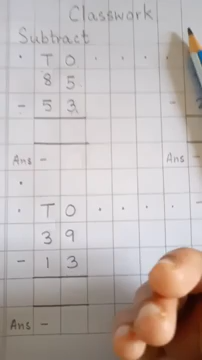 Classwork
Subtract
· T O · · · ·
8 5
- 5 3 -
Ans - Ans -
·
· T O · · · · -
3 9
- 1 3
Ans -